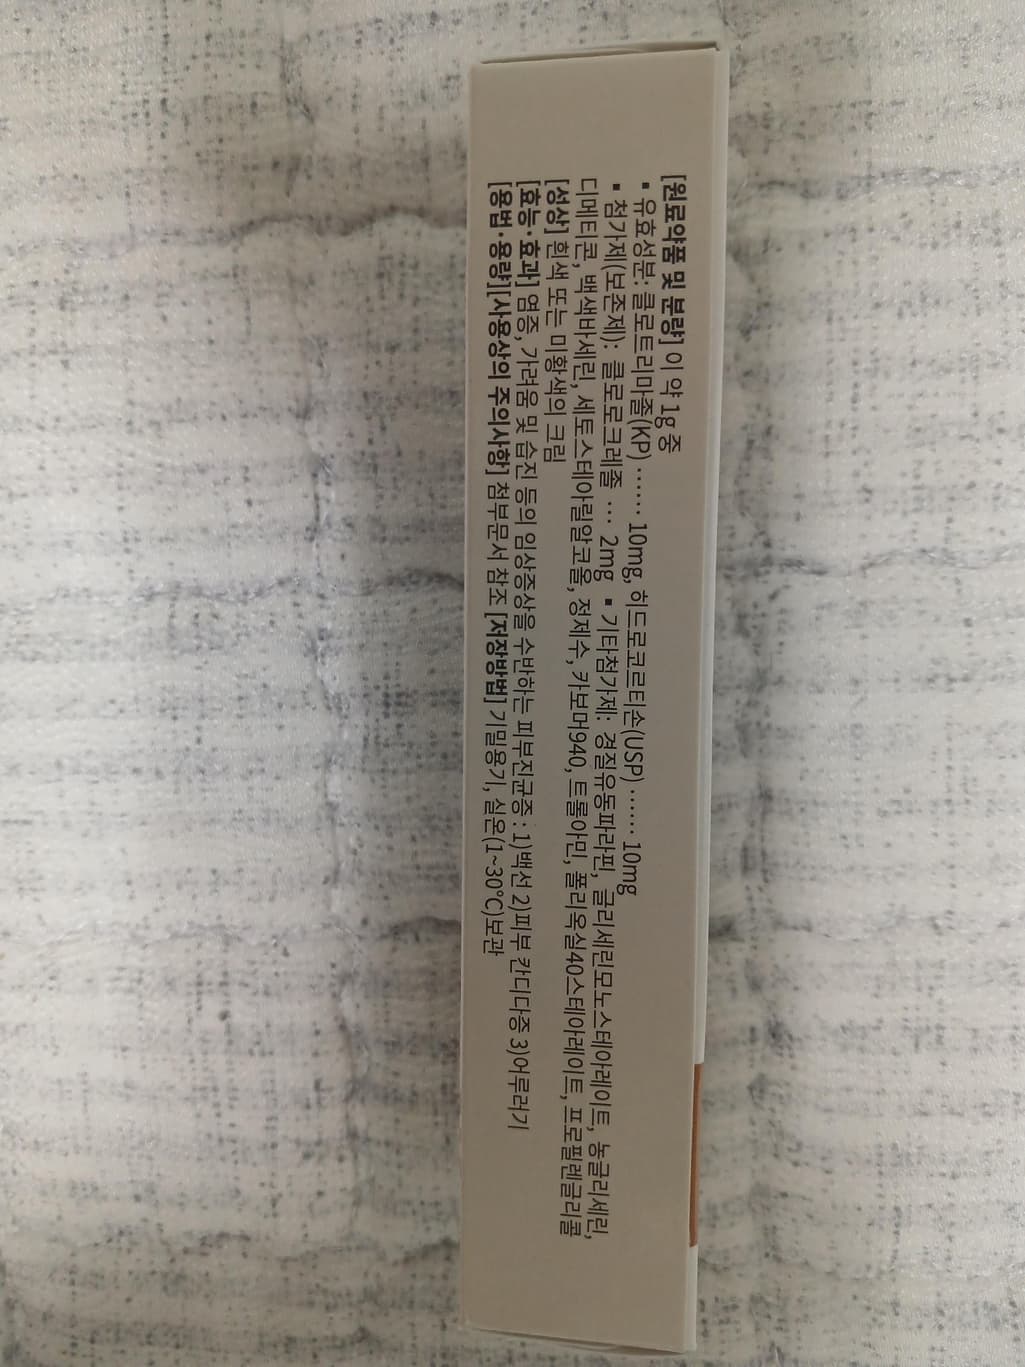 [원료약품 및 분량] 이 약 1g 중
▪ 유효성분: 클로트리마졸(KP) ······ 10mg, 히드로코르티손(USP) ······ 10mg
▪ 첨가제(보존제): 클로로크레졸 ··· 2mg ▪ 기타첨가제: 경질유동파라핀, 글리세린모노스테아레이트, 농글리세린,
디메티콘, 백색바세린, 세토스테아릴알코올, 정제수, 카보머940, 트롤아민, 폴리옥실40스테아레이트, 프로필렌글리콜
[성상] 흰색 또는 미황색의 크림
[효능·효과] 염증, 가려움 및 습진 등의 임상증상을 수반하는 피부진균증 : 1)백선 2)피부 칸디다증 3)어루러기
[용법·용량][사용상의 주의사항] 첨부문서 참조 [저장방법] 기밀용기, 실온(1~30℃)보관